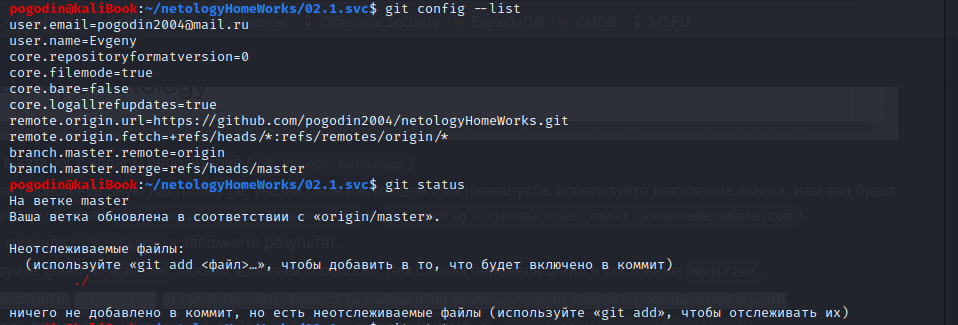 pogodin@kaliBook:~/netologyHomeWorks/02.1.svc$ git config --list
user.email=pogodin2004@mail.ru
user.name=Evgeny
core.repositoryformatversion=0
core.filemode=true
core.bare=false
core.logallrefupdates=true
remote.origin.url=https://github.com/pogodin2004/netologyHomeWorks.git
remote.origin.fetch=+refs/heads/*:refs/remotes/origin/*
branch.master.remote=origin
branch.master.merge=refs/heads/master
pogodin@kaliBook:~/netologyHomeWorks/02.1.svc$ git status
На ветке master
Ваша ветка обновлена в соответствии с «origin/master».
Неотслеживаемые файлы:
(используйте «git add <файл>…», чтобы добавить в то, что будет включено в коммит)
./
ничего не добавлено в коммит, но есть неотслеживаемые файлы (используйте «git add», чтобы отслеживать их)